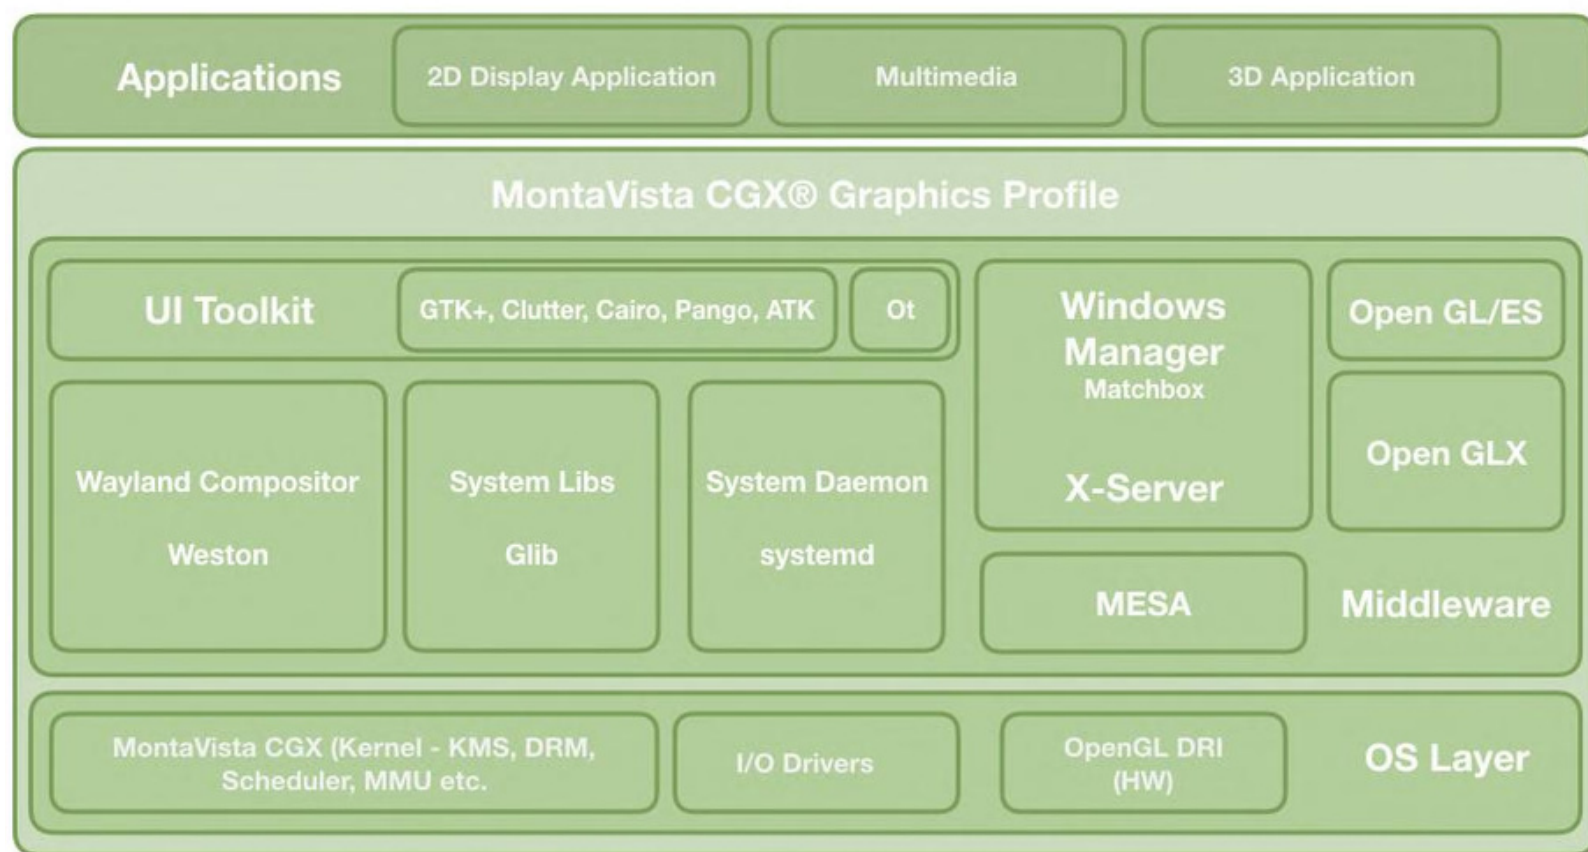 Applications
2D Display Application
Multimedia
3D Application
MontaVista CGX® Graphics Profile
UI Toolkit
GTK+, Clutter, Cairo, Pango, ATK
Ot
Windows
Manager
Matchbox
X-Server
Open GL/ES
Open GLX
Wayland Compositor
Weston
System Libs
Glib
System Daemon
systemd
MESA
Middleware
MontaVista CGX (Kernel - KMS, DRM,
Scheduler, MMU etc.
I/O Drivers
OpenGL DRI
(HW)
OS Layer